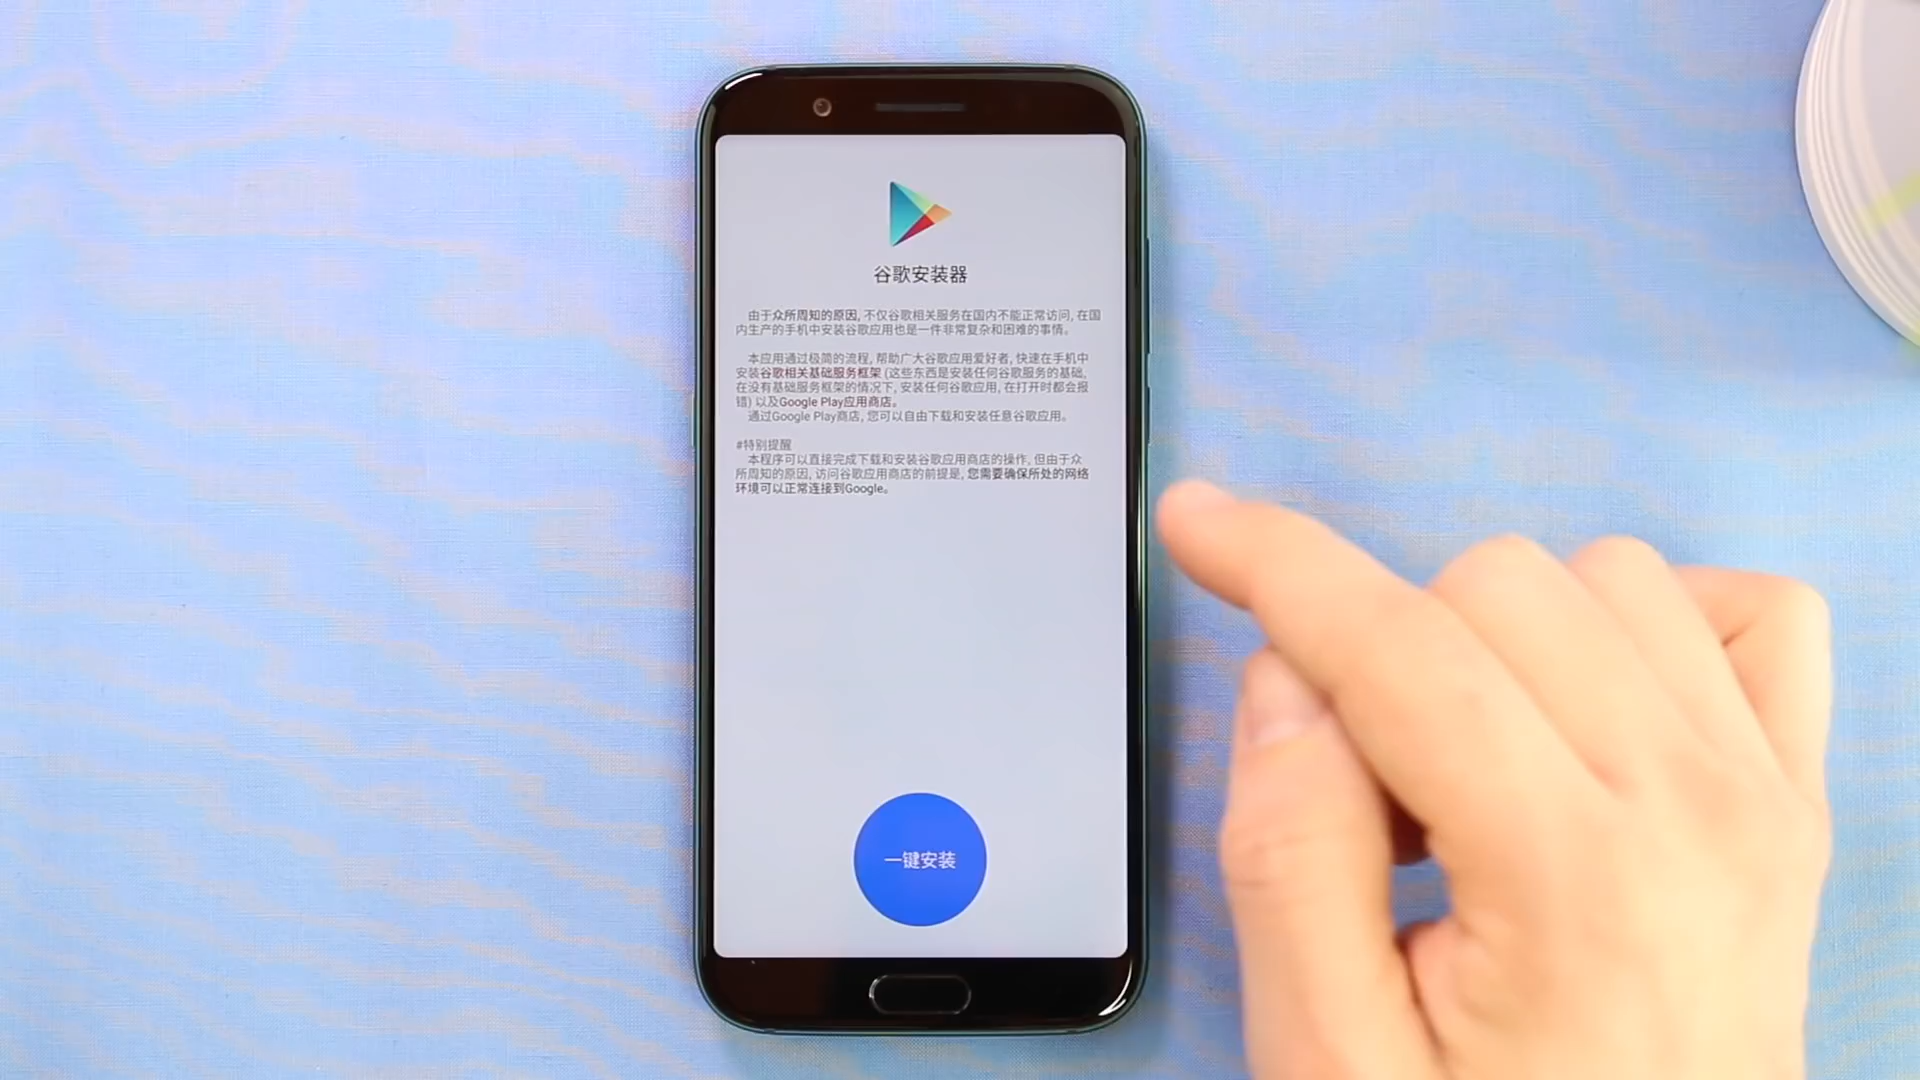 谷歌安装器
由于众所周知的原因, 不仅谷歌相关服务在国内不能正常访问, 在国
内生产的手机中安装谷歌应用也是一件非常复杂和困难的事情。
本应用通过极简的流程, 帮助广大谷歌应用爱好者, 快速在手机中
安装谷歌相关基础服务框架 (这些东西是安装任何谷歌服务的基础,
在没有基础服务框架的情况下, 安装任何谷歌应用, 在打开时都会报
错) 以及Google Play应用商店。
通过Google Play商店, 您可以自由下载和安装任意谷歌应用。
#特别提醒
本程序可以直接完成下载和安装谷歌应用商店的操作, 但由于众
所周知的原因, 访问谷歌应用商店的前提是, 您需要确保所处的网络
环境可以正常连接到Google。
一键安装